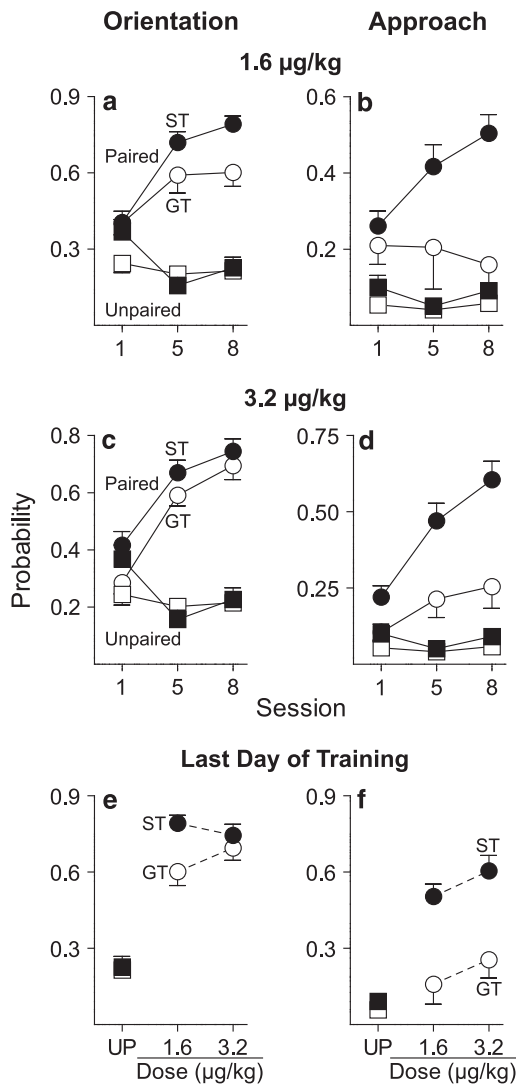 Orientation Approach
1.6 µg/kg
a
0.9
0.6
0.3
ST
Paired
GT
Unpaired
1 5 8
b
0.6
0.4
0.2
1 5 8
3.2 µg/kg
c
0.8
0.6
0.4
0.2
ST
Paired
GT
Unpaired
1 5 8
d
0.75
0.50
0.25
1 5 8
Probability
Session
Last Day of Training
e
0.9
0.6
0.3
ST
GT
UP 1.6 3.2
Dose (µg/kg)
f
0.9
0.6
0.3
ST
GT
UP 1.6 3.2
Dose (µg/kg)